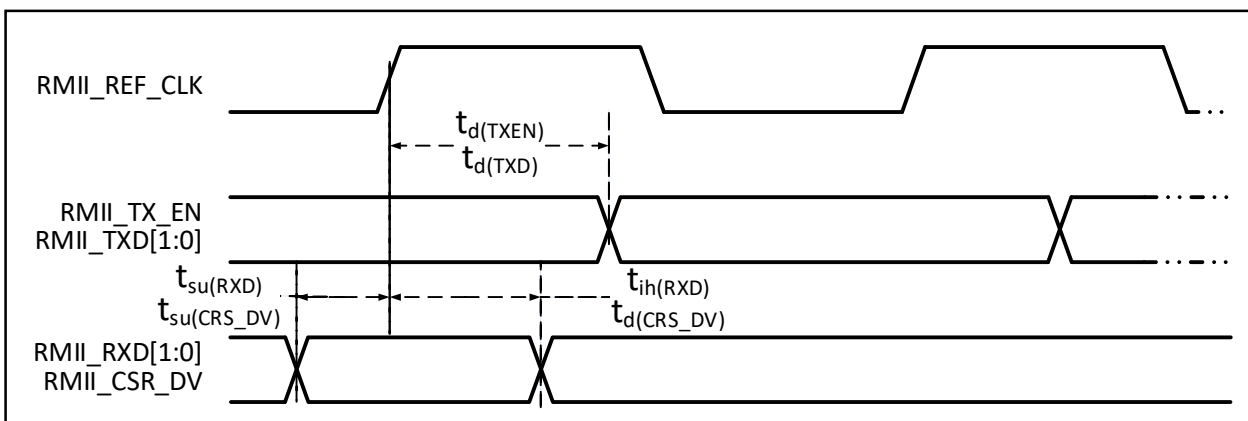 RMII_REF_CLK
td(TXEN)
td(TXD)
RMII_TX_EN
RMII_TXD[1:0]
tsu(RXD)
tih(RXD)
tsu(CRS_DV)
td(CRS_DV)
RMII_RXD[1:0]
RMII_CSR_DV